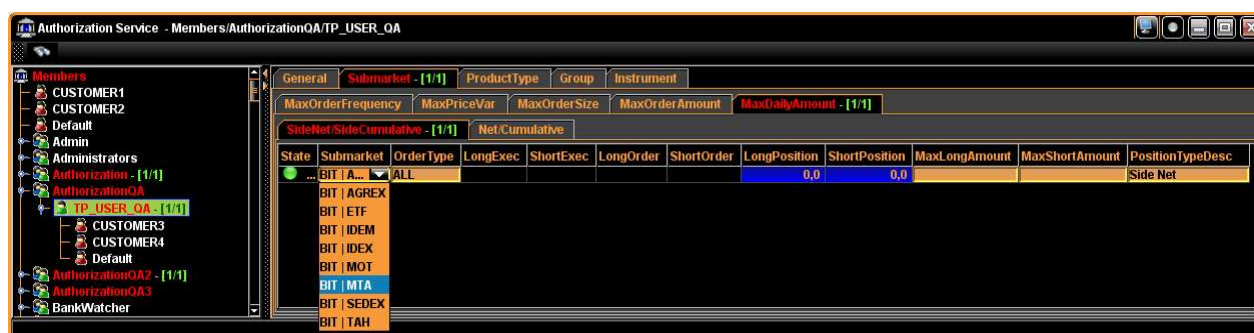 Authorization Service - Members/AuthorizationQA/TP_USER_QA
Members
CUSTOMER1
CUSTOMER2
Default
Admin
Administrators
Authorization - [1/1]
AuthorizationQA
TP_USER_QA - [1/1]
CUSTOMER3
CUSTOMER4
Default
AuthorizationQA2 - [1/1]
AuthorizationQA3
BankWatcher
General Submarket - [1/1] ProductType Group Instrument
MaxOrderFrequency MaxPriceVar MaxOrderSize MaxOrderAmount MaxDailyAmount - [1/1]
SideNet/SideCumulative - [1/1] Net/Cumulative
State Submarket OrderType LongExec ShortExec LongOrder ShortOrder LongPosition ShortPosition MaxLongAmount MaxShortAmount PositionTypeDesc
... BIT | A... ALL 0,0 0,0 Side Net
BIT | AGREX
BIT | ETF
BIT | IDEM
BIT | IDEX
BIT | MOT
BIT | MTA
BIT | SEDEX
BIT | TAH